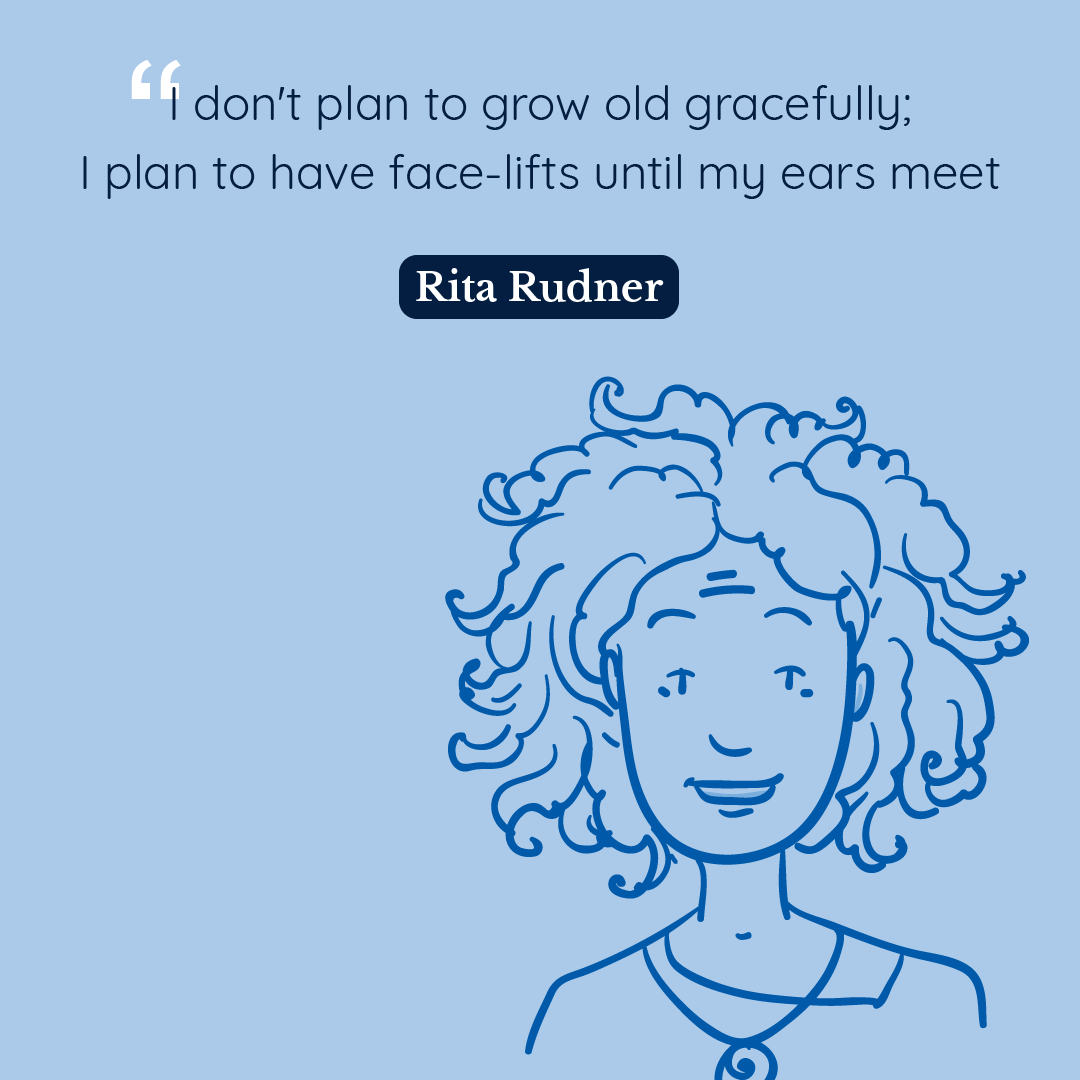 “I don't plan to grow old gracefully;
I plan to have face-lifts until my ears meet
Rita Rudner